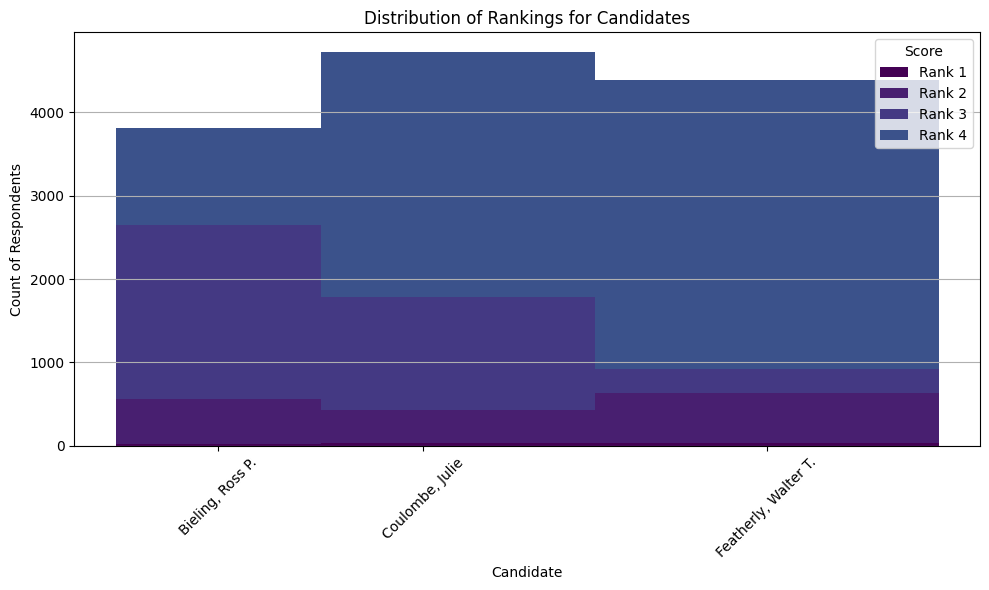 Distribution of Rankings for Candidates
Score
Rank 1
Rank 2
Rank 3
Rank 4
Count of Respondents
4000
3000
2000
1000
0
Bieling, Ross P.
Coulombe, Julie
Featherly, Walter T.
Candidate